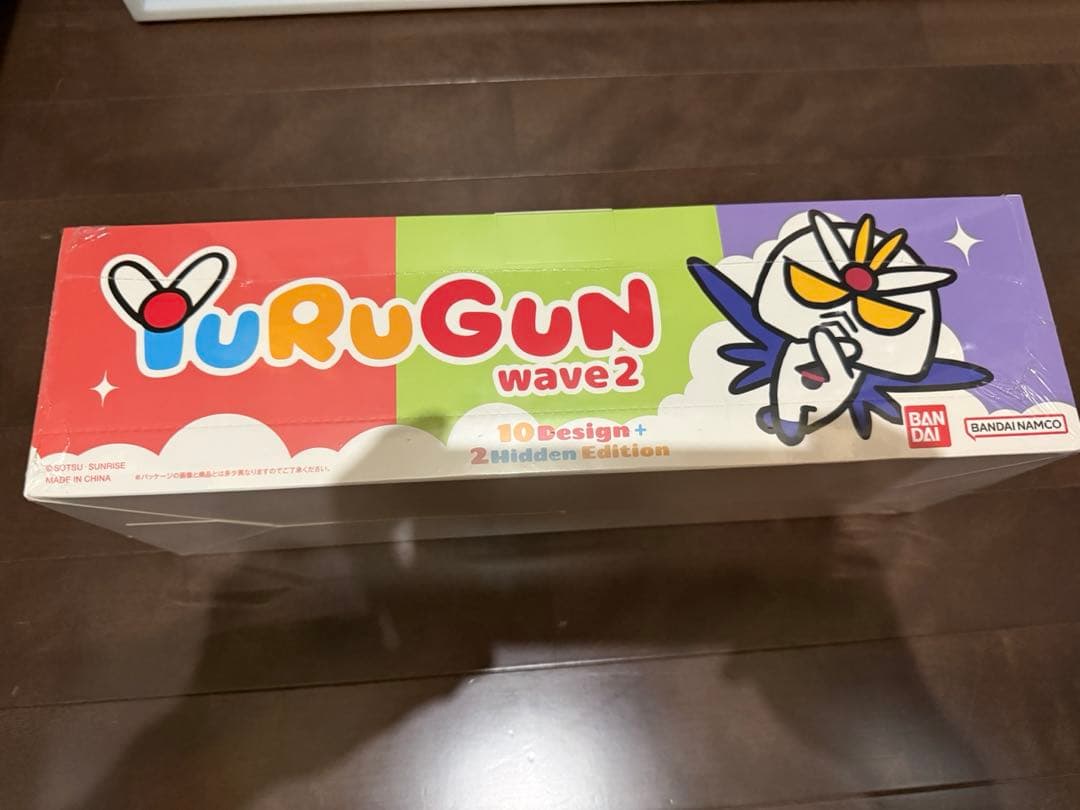 YURUGUN
wave2
10 Design +
2 Hidden Edition
©SOTSU・SUNRISE
MADE IN CHINA
※パッケージの画像と商品とは多少異なりますのでご了承ください。
BAN
DAI
BANDAI NAMCO